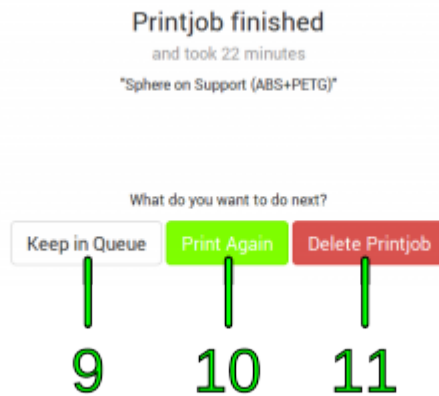 Printjob finished
and took 22 minutes
"Sphere on Support (ABS+PETG)"
What do you want to do next?
Keep in Queue Print Again Delete Printjob
9 10 11